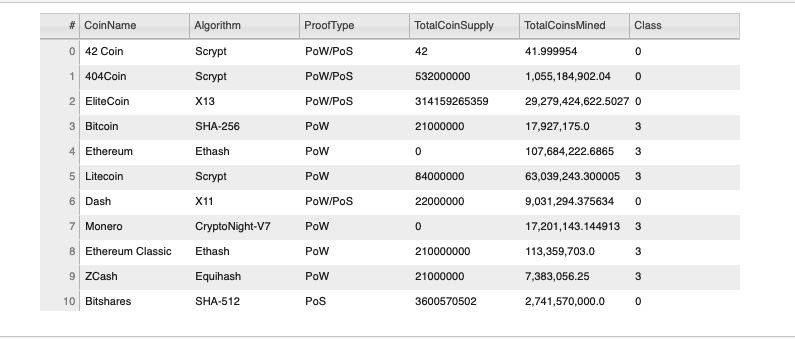 # CoinName Algorithm ProofType TotalCoinSupply TotalCoinsMined Class
0 42 Coin Scrypt PoW/PoS 42 41.999954 0
1 404Coin Scrypt PoW/PoS 532000000 1,055,184,902.04 0
2 EliteCoin X13 PoW/PoS 314159265359 29,279,424,622.5027 0
3 Bitcoin SHA-256 PoW 21000000 17,927,175.0 3
4 Ethereum Ethash PoW 0 107,684,222.6865 3
5 Litecoin Scrypt PoW 84000000 63,039,243.300005 3
6 Dash X11 PoW/PoS 22000000 9,031,294.375634 0
7 Monero CryptoNight-V7 PoW 0 17,201,143.144913 3
8 Ethereum Classic Ethash PoW 210000000 113,359,703.0 3
9 ZCash Equihash PoW 21000000 7,383,056.25 3
10 Bitshares SHA-512 PoS 3600570502 2,741,570,000.0 0